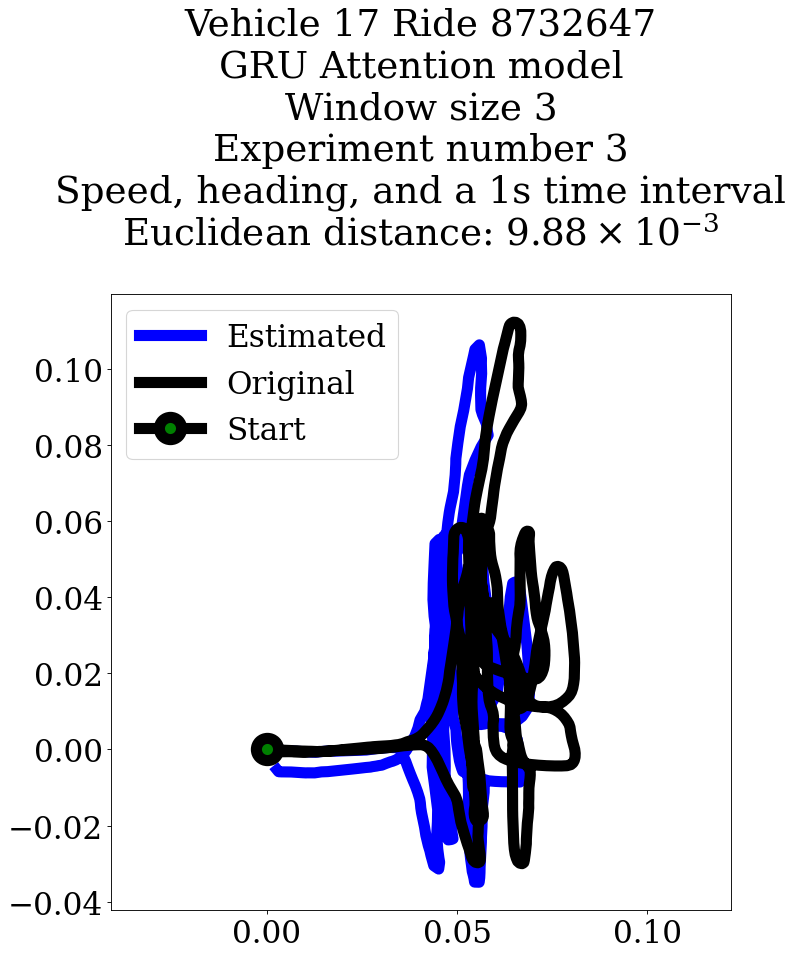 Vehicle 17 Ride 8732647
GRU Attention model
Window size 3
Experiment number 3
Speed, heading, and a 1s time interval
Euclidean distance: 9.88 × 10⁻³
Estimated
Original
Start
0.10
0.08
0.06
0.04
0.02
0.00
−0.02
−0.04
0.00 0.05 0.10